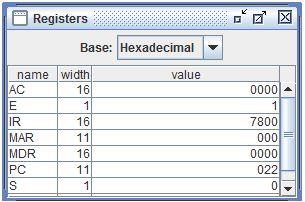 Registers
Base: Hexadecimal
name width value
AC 16 0000
E 1 1
IR 16 7800
MAR 11 000
MDR 16 0000
PC 11 022
S 1 0